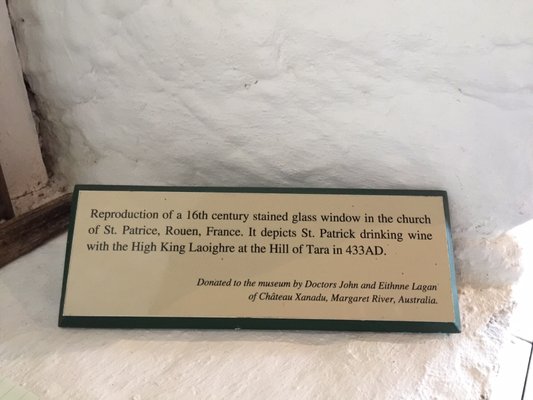 Reproduction of a 16th century stained glass window in the church
of St. Patrice, Rouen, France. It depicts St. Patrick drinking wine
with the High King Laoighre at the Hill of Tara in 433AD.
Donated to the museum by Doctors John and Eithnne Lagan
of Château Xanadu, Margaret River, Australia.